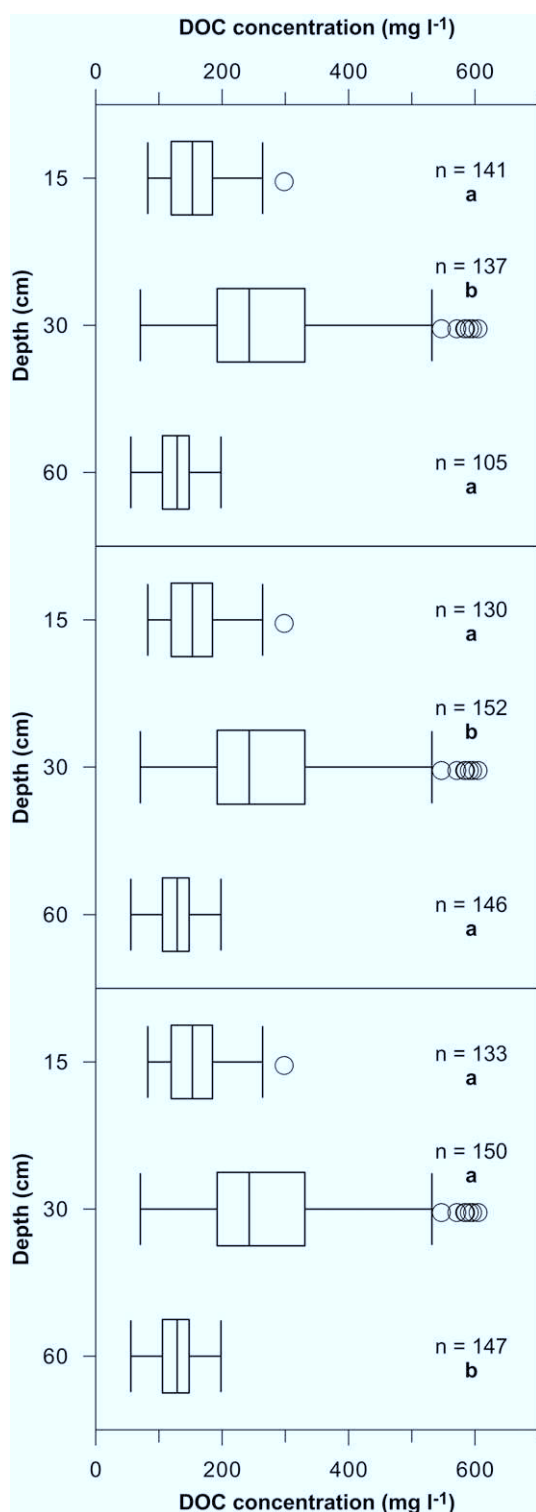 DOC concentration (mg l-1)
0 200 400 600
Depth (cm)
15
n = 141
a
n = 137
b
30
n = 105
a
60
Depth (cm)
15
n = 130
a
n = 152
b
30
n = 146
a
60
Depth (cm)
15
n = 133
a
n = 150
a
30
n = 147
b
60
0 200 400 600
DOC concentration (mg l-1)